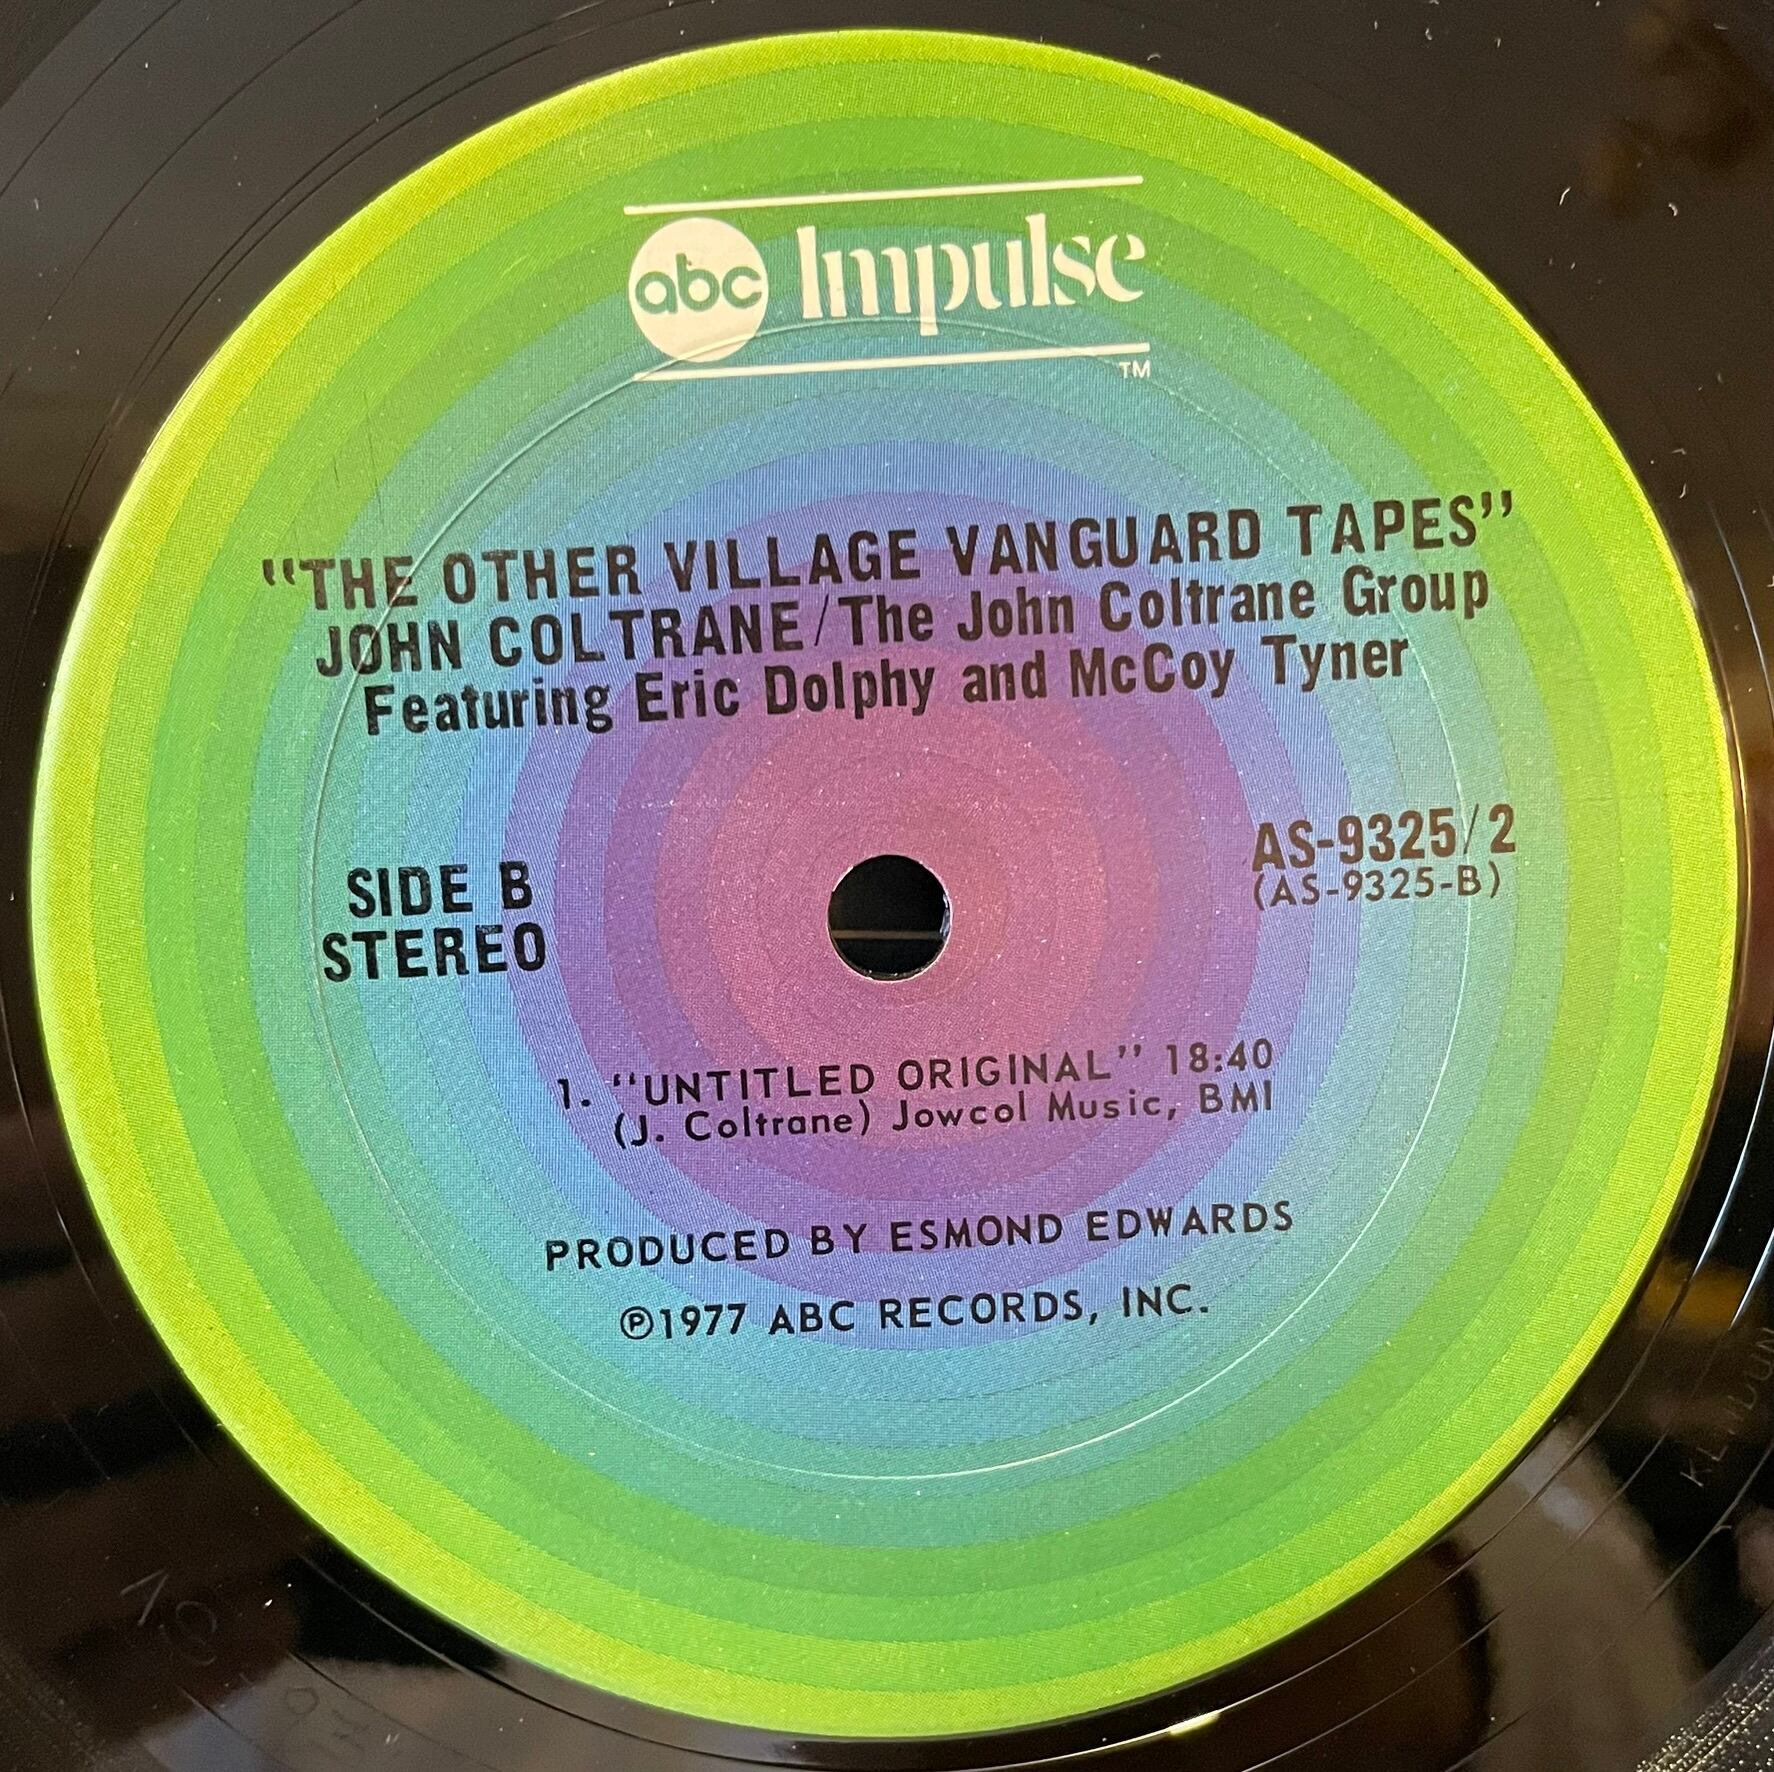 abc Impulse
TM
"THE OTHER VILLAGE VANGUARD TAPES"
JOHN COLTRANE/The John Coltrane Group
Featuring Eric Dolphy and McCoy Tyner
SIDE B
STEREO
AS-9325/2
(AS-9325-B)
1. "UNTITLED ORIGINAL" 18:40
(J. Coltrane) Jowcol Music, BMI
PRODUCED BY ESMOND EDWARDS
℗1977 ABC RECORDS, INC.